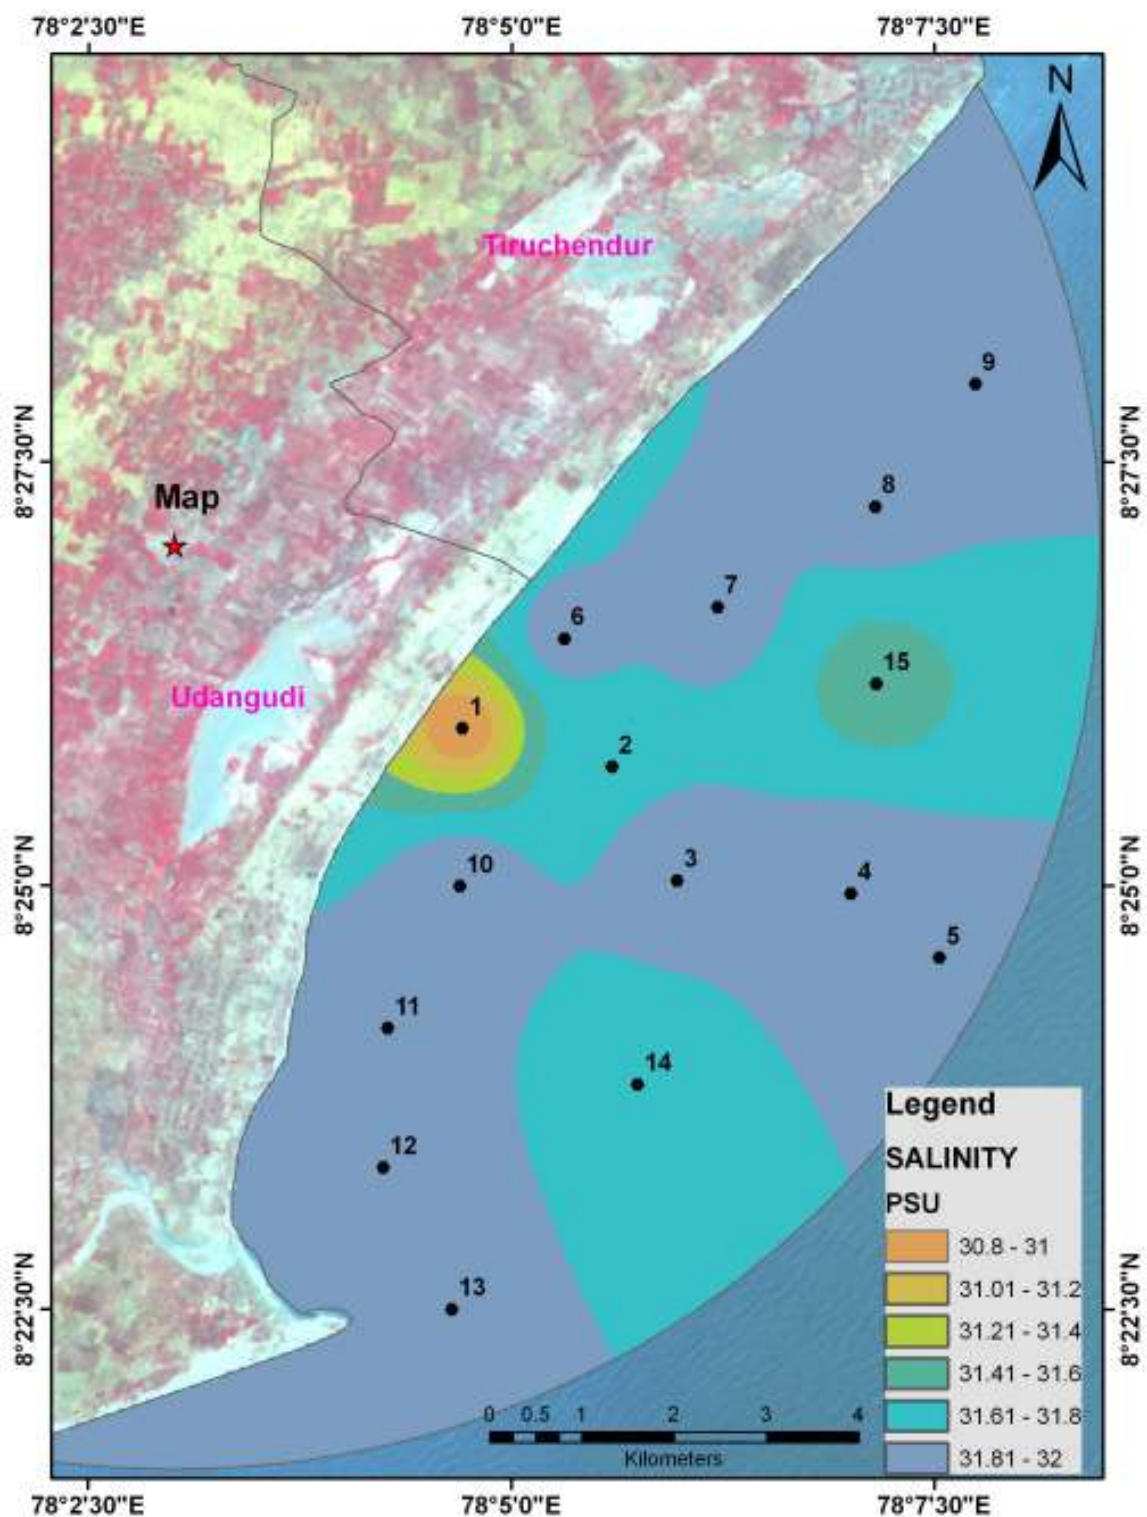 78°2'30"E 78°5'0"E 78°7'30"E
N
Tiruchendur
9
8°27'30"N 8°27'30"N
8
Map
7
6
15
Udangudi
1
2
10 3 4
8°25'0"N 8°25'0"N
5
11
14
Legend
12
SALINITY
PSU
30.8 - 31
13
31.01 - 31.2
8°22'30"N 8°22'30"N
31.21 - 31.4
31.41 - 31.6
0 0.5 1 2 3 4
31.61 - 31.8
Kilometers
31.81 - 32
78°2'30"E 78°5'0"E 78°7'30"E